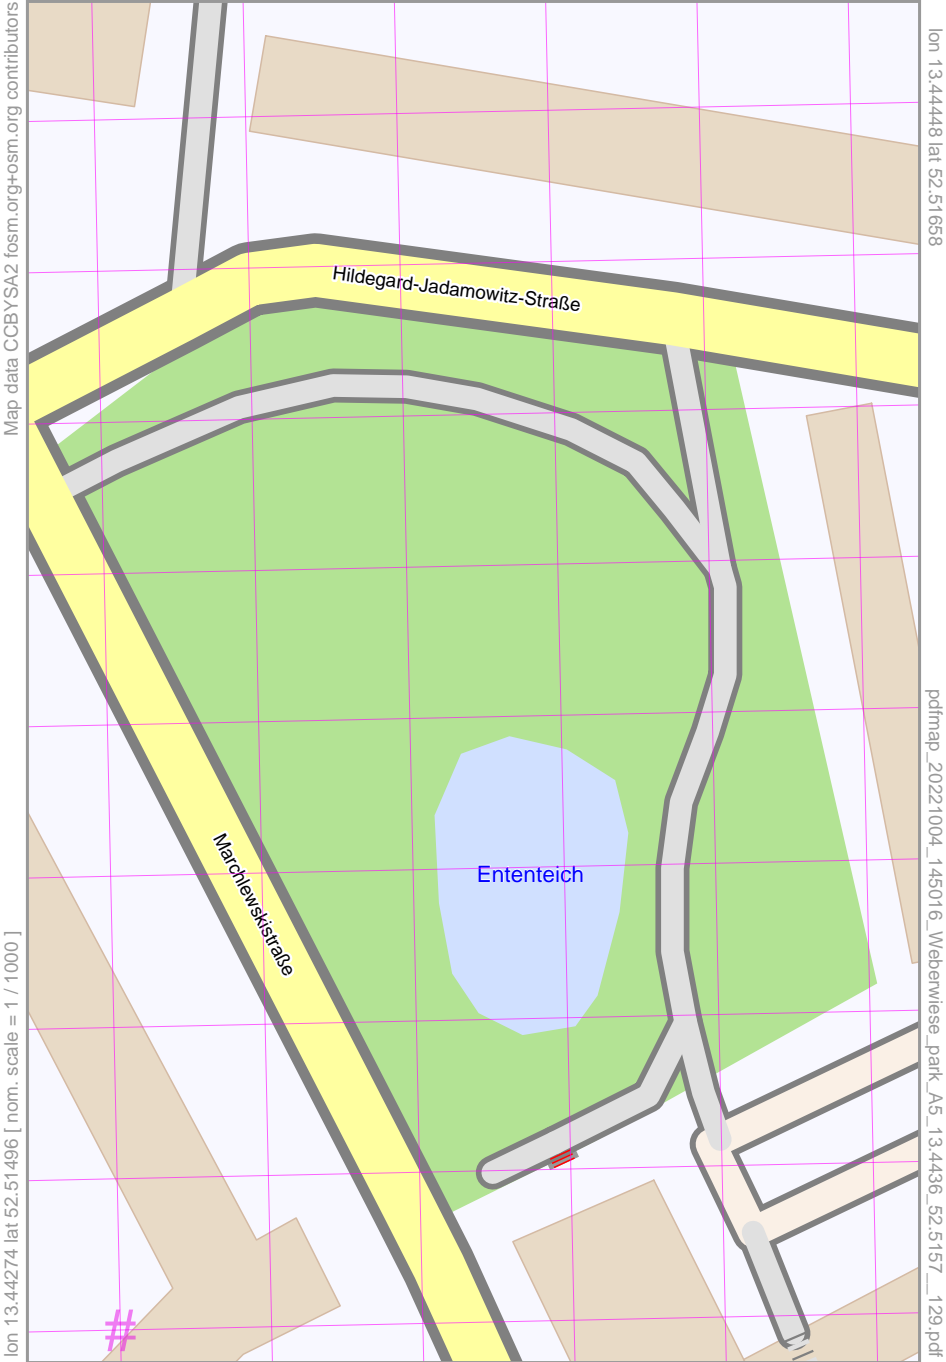 Map data CCBYSA2 fosm.org+osm.org contributors
lon 13.44274 lat 52.51496 [ nom. scale = 1 / 1000 ]
Hildegard-Jadamowitz-Straße
Marchlewskistraße
Ententeich
#
lon 13.44448 lat 52.51658
pdfmap_20221004_145016_Weberwiese_park_A5_13.4436_52.5157__129.pdf